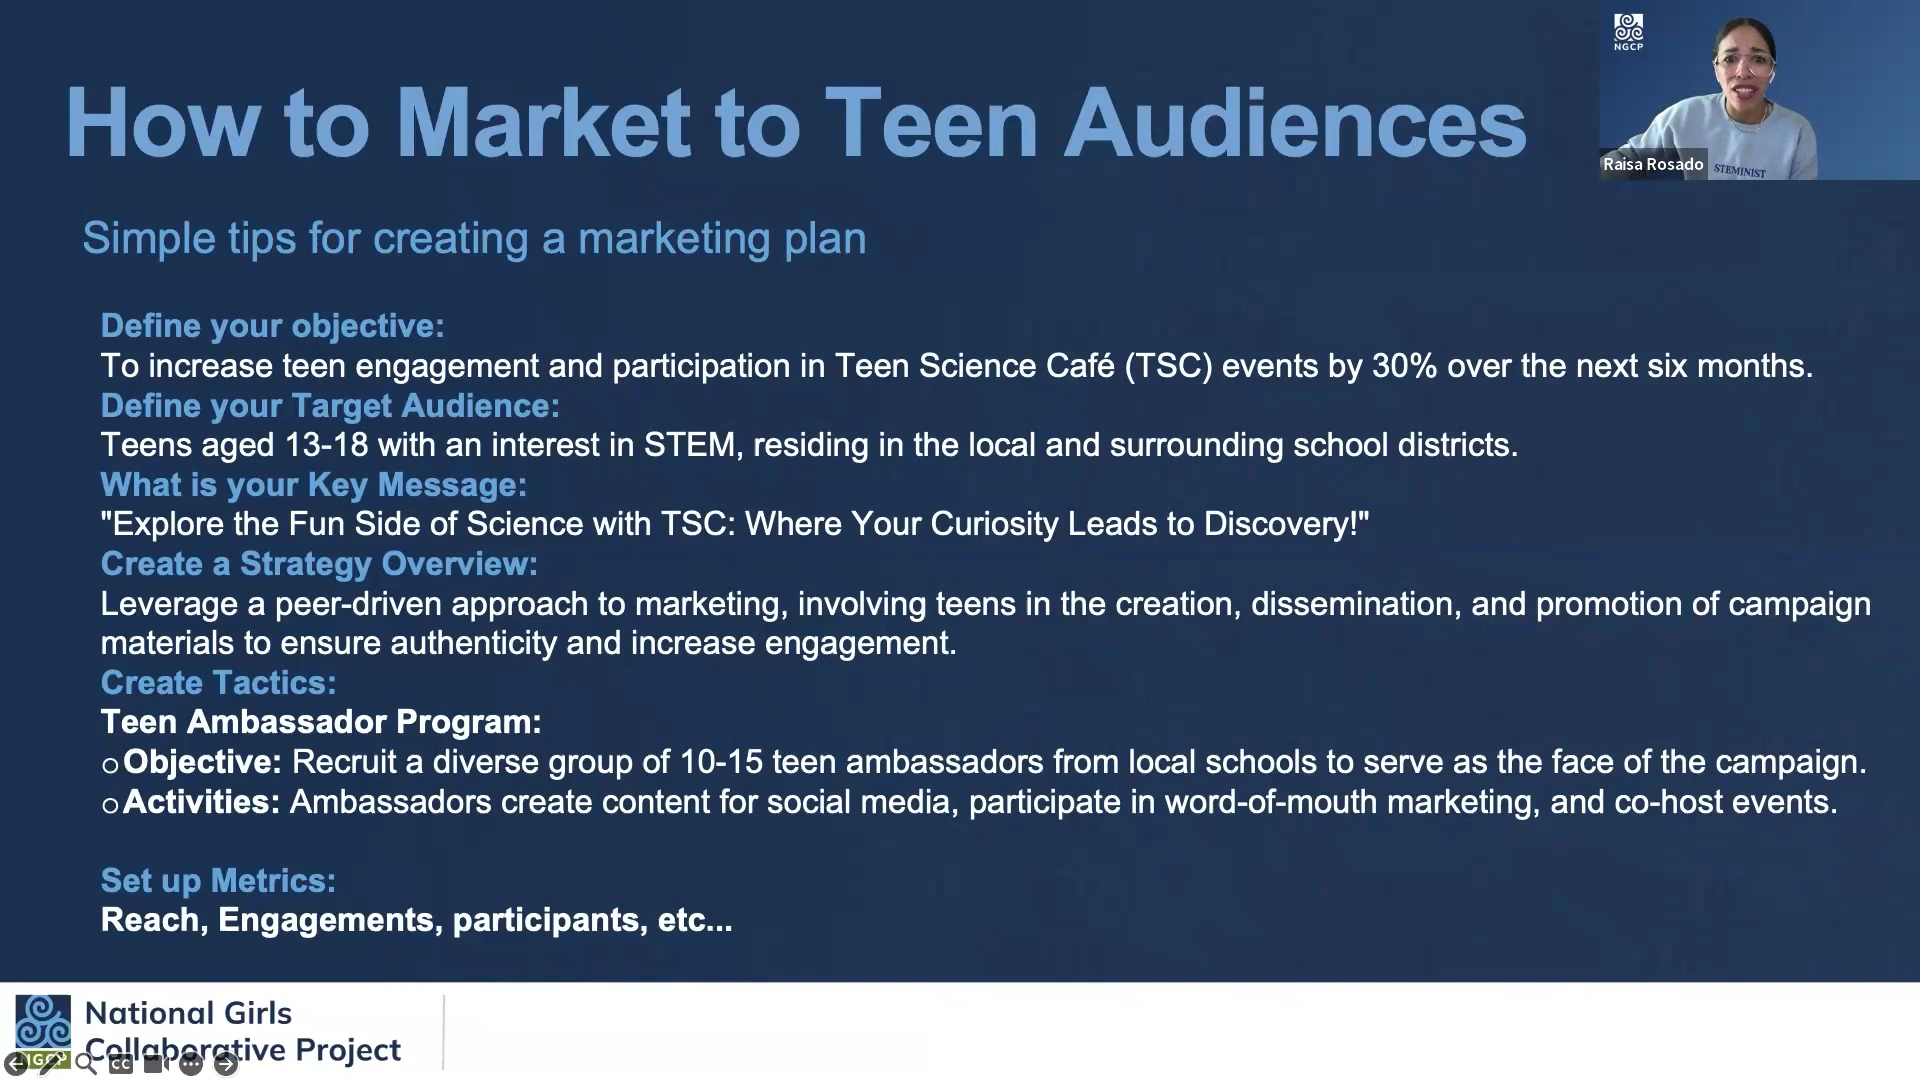 NGCP
How to Market to Teen Audiences
Raisa Rosado
STEMINIST
Simple tips for creating a marketing plan
Define your objective:
To increase teen engagement and participation in Teen Science Café (TSC) events by 30% over the next six months.
Define your Target Audience:
Teens aged 13-18 with an interest in STEM, residing in the local and surrounding school districts.
What is your Key Message:
"Explore the Fun Side of Science with TSC: Where Your Curiosity Leads to Discovery!"
Create a Strategy Overview:
Leverage a peer-driven approach to marketing, involving teens in the creation, dissemination, and promotion of campaign
materials to ensure authenticity and increase engagement.
Create Tactics:
Teen Ambassador Program:
o Objective: Recruit a diverse group of 10-15 teen ambassadors from local schools to serve as the face of the campaign.
o Activities: Ambassadors create content for social media, participate in word-of-mouth marketing, and co-host events.
Set up Metrics:
Reach, Engagements, participants, etc...
National Girls
Collaborative Project
NGCP
CC